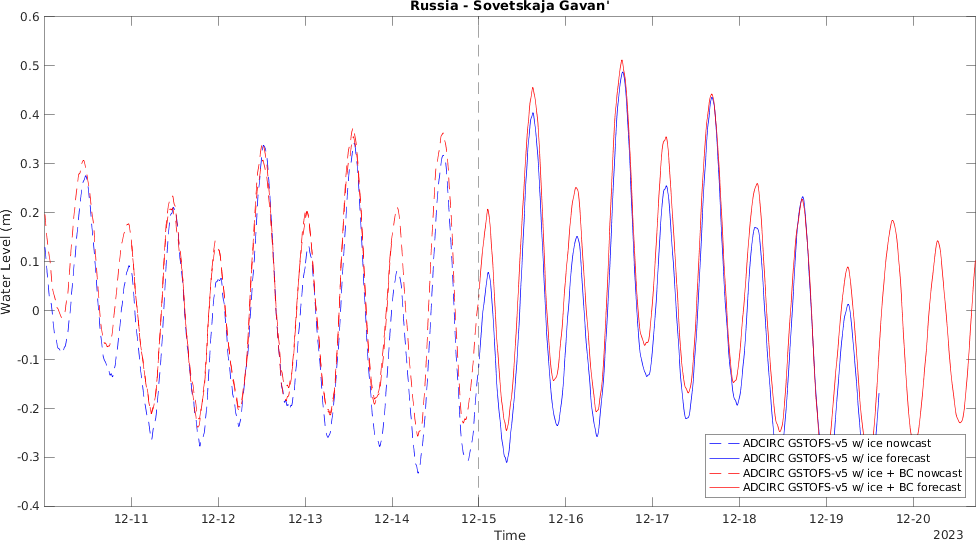 Russia - Sovetskaja Gavan'
0.6
0.5
0.4
0.3
0.2
0.1
0
-0.1
-0.2
-0.3
-0.4
Water Level (m)
ADCIRC GSTOFS-v5 w/ ice nowcast
ADCIRC GSTOFS-v5 w/ ice forecast
ADCIRC GSTOFS-v5 w/ ice + BC nowcast
ADCIRC GSTOFS-v5 w/ ice + BC forecast
12-11 12-12 12-13 12-14 12-15 12-16 12-17 12-18 12-19 12-20
Time
2023